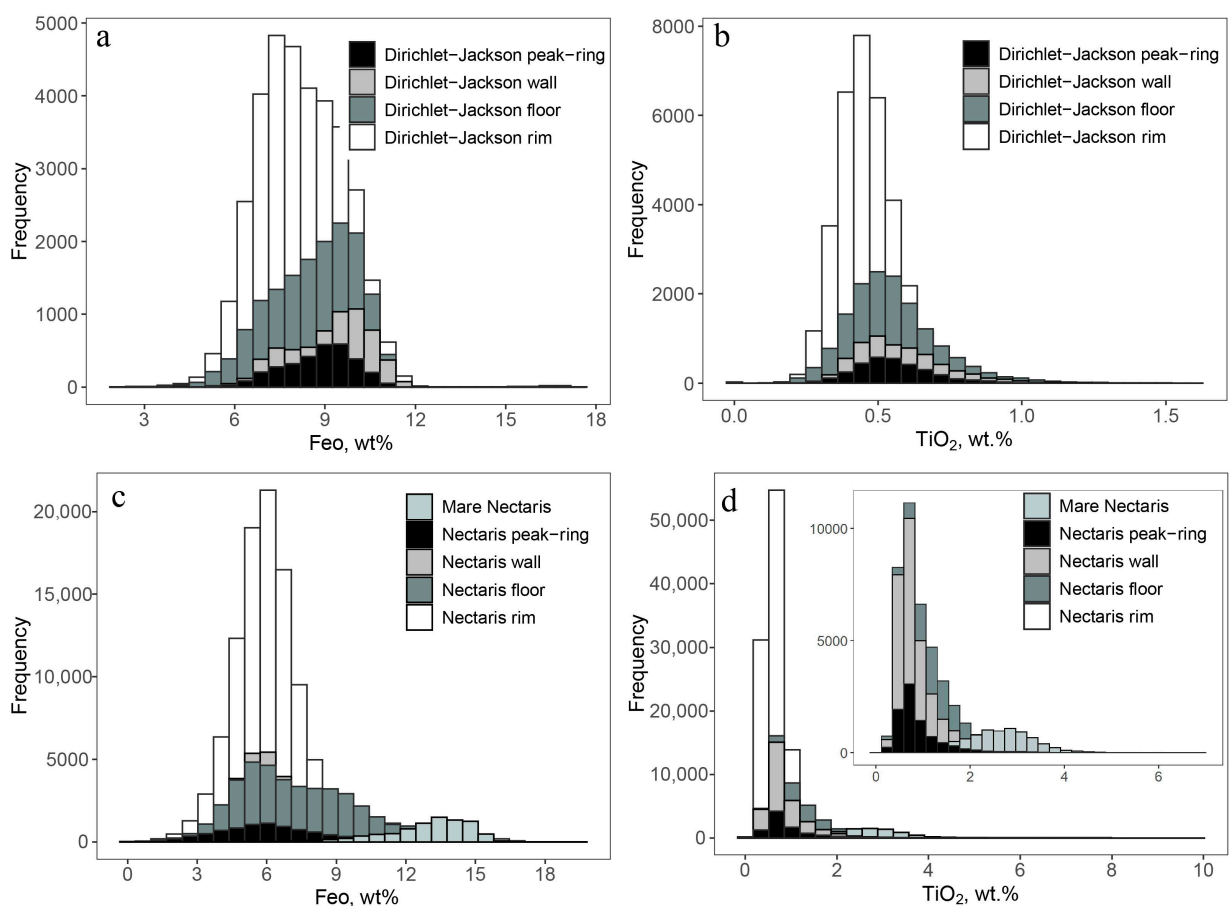 a
Dirichlet−Jackson peak−ring
Dirichlet−Jackson wall
Dirichlet−Jackson floor
Dirichlet−Jackson rim
5000
4000
3000
2000
1000
0
Frequency
3 6 9 12 15 18
Feo, wt%
b
Dirichlet−Jackson peak−ring
Dirichlet−Jackson wall
Dirichlet−Jackson floor
Dirichlet−Jackson rim
8000
6000
4000
2000
0
Frequency
0.0 0.5 1.0 1.5
TiO₂, wt.%
c
Mare Nectaris
Nectaris peak−ring
Nectaris wall
Nectaris floor
Nectaris rim
20,000
15,000
10,000
5000
0
Frequency
0 3 6 9 12 15 18
Feo, wt%
d
Mare Nectaris
Nectaris peak−ring
Nectaris wall
Nectaris floor
Nectaris rim
10000
5000
0
0 2 4 6
50,000
40,000
30,000
20,000
10,000
0
Frequency
0 2 4 6 8 10
TiO₂, wt.%